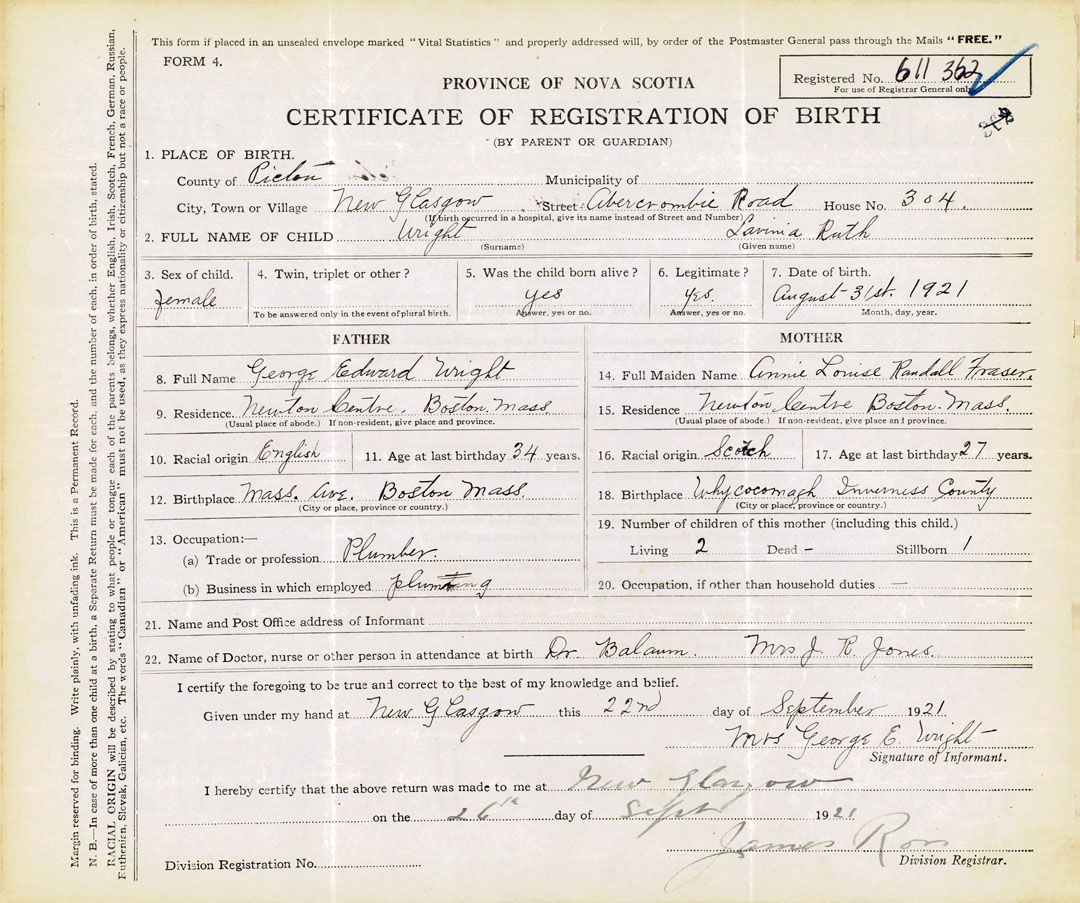 This form if placed in an unsealed envelope marked "Vital Statistics" and properly addressed will, by order of the Postmaster General pass through the Mails "FREE."
FORM 4.
Registered No. 611 362
For use of Registrar General only
PROVINCE OF NOVA SCOTIA
CERTIFICATE OF REGISTRATION OF BIRTH
(BY PARENT OR GUARDIAN)
1. PLACE OF BIRTH.
County of Pictou Municipality of
City, Town or Village New Glasgow Street Abercrombie Road House No. 304.
(If birth occurred in a hospital, give its name instead of Street and Number)
2. FULL NAME OF CHILD Wright Lavinia Ruth
(Surname) (Given name)
3. Sex of child. 4. Twin, triplet or other? 5. Was the child born alive? 6. Legitimate? 7. Date of birth.
female yes yes. August 31st. 1921
To be answered only in the event of plural birth. Answer, yes or no. Answer, yes or no. Month, day, year.
FATHER MOTHER
8. Full Name George Edward Wright 14. Full Maiden Name Annie Louise Randall Fraser.
9. Residence Newton Centre. Boston. Mass. 15. Residence Newton Centre Boston. Mass.
(Usual place of abode.) If non-resident, give place and province. (Usual place of abode.) If non-resident, give place and province.
10. Racial origin English 11. Age at last birthday 34 years. 16. Racial origin Scotch 17. Age at last birthday 27 years.
12. Birthplace Mass. Ave. Boston Mass. 18. Birthplace Whycocomagh Inverness County
(City or place, province or country.) (City or place, province or country.)
13. Occupation:— 19. Number of children of this mother (including this child.)
(a) Trade or profession Plumber. Living 2 Dead - Stillborn 1
(b) Business in which employed plumbing 20. Occupation, if other than household duties —
21. Name and Post Office address of Informant
22. Name of Doctor, nurse or other person in attendance at birth Dr. Mrs J. R. Jones.
I certify the foregoing to be true and correct to the best of my knowledge and belief.
Given under my hand at New Glasgow this 22nd day of September 1921
Mrs George E. Wright
Signature of Informant.
I hereby certify that the above return was made to me at New Glasgow
on the 26th day of Sept 1921
James Ross
Division Registrar.
Division Registration No.
Margin reserved for binding. Write plainly, with unfading ink. This is a Permanent Record.
N. B.—In case of more than one child at a birth, a Separate Return must be made for each, and the number of each, in order of birth, stated.
RACIAL ORIGIN will be described by stating to what people or tongue each of the parents belongs, whether English, Irish, Scotch, French, German, Russian,
Ruthenian, Slovak, Galician, etc. The words "Canadian" or "American" must not be used, as they express nationality or citizenship but not a race or people.